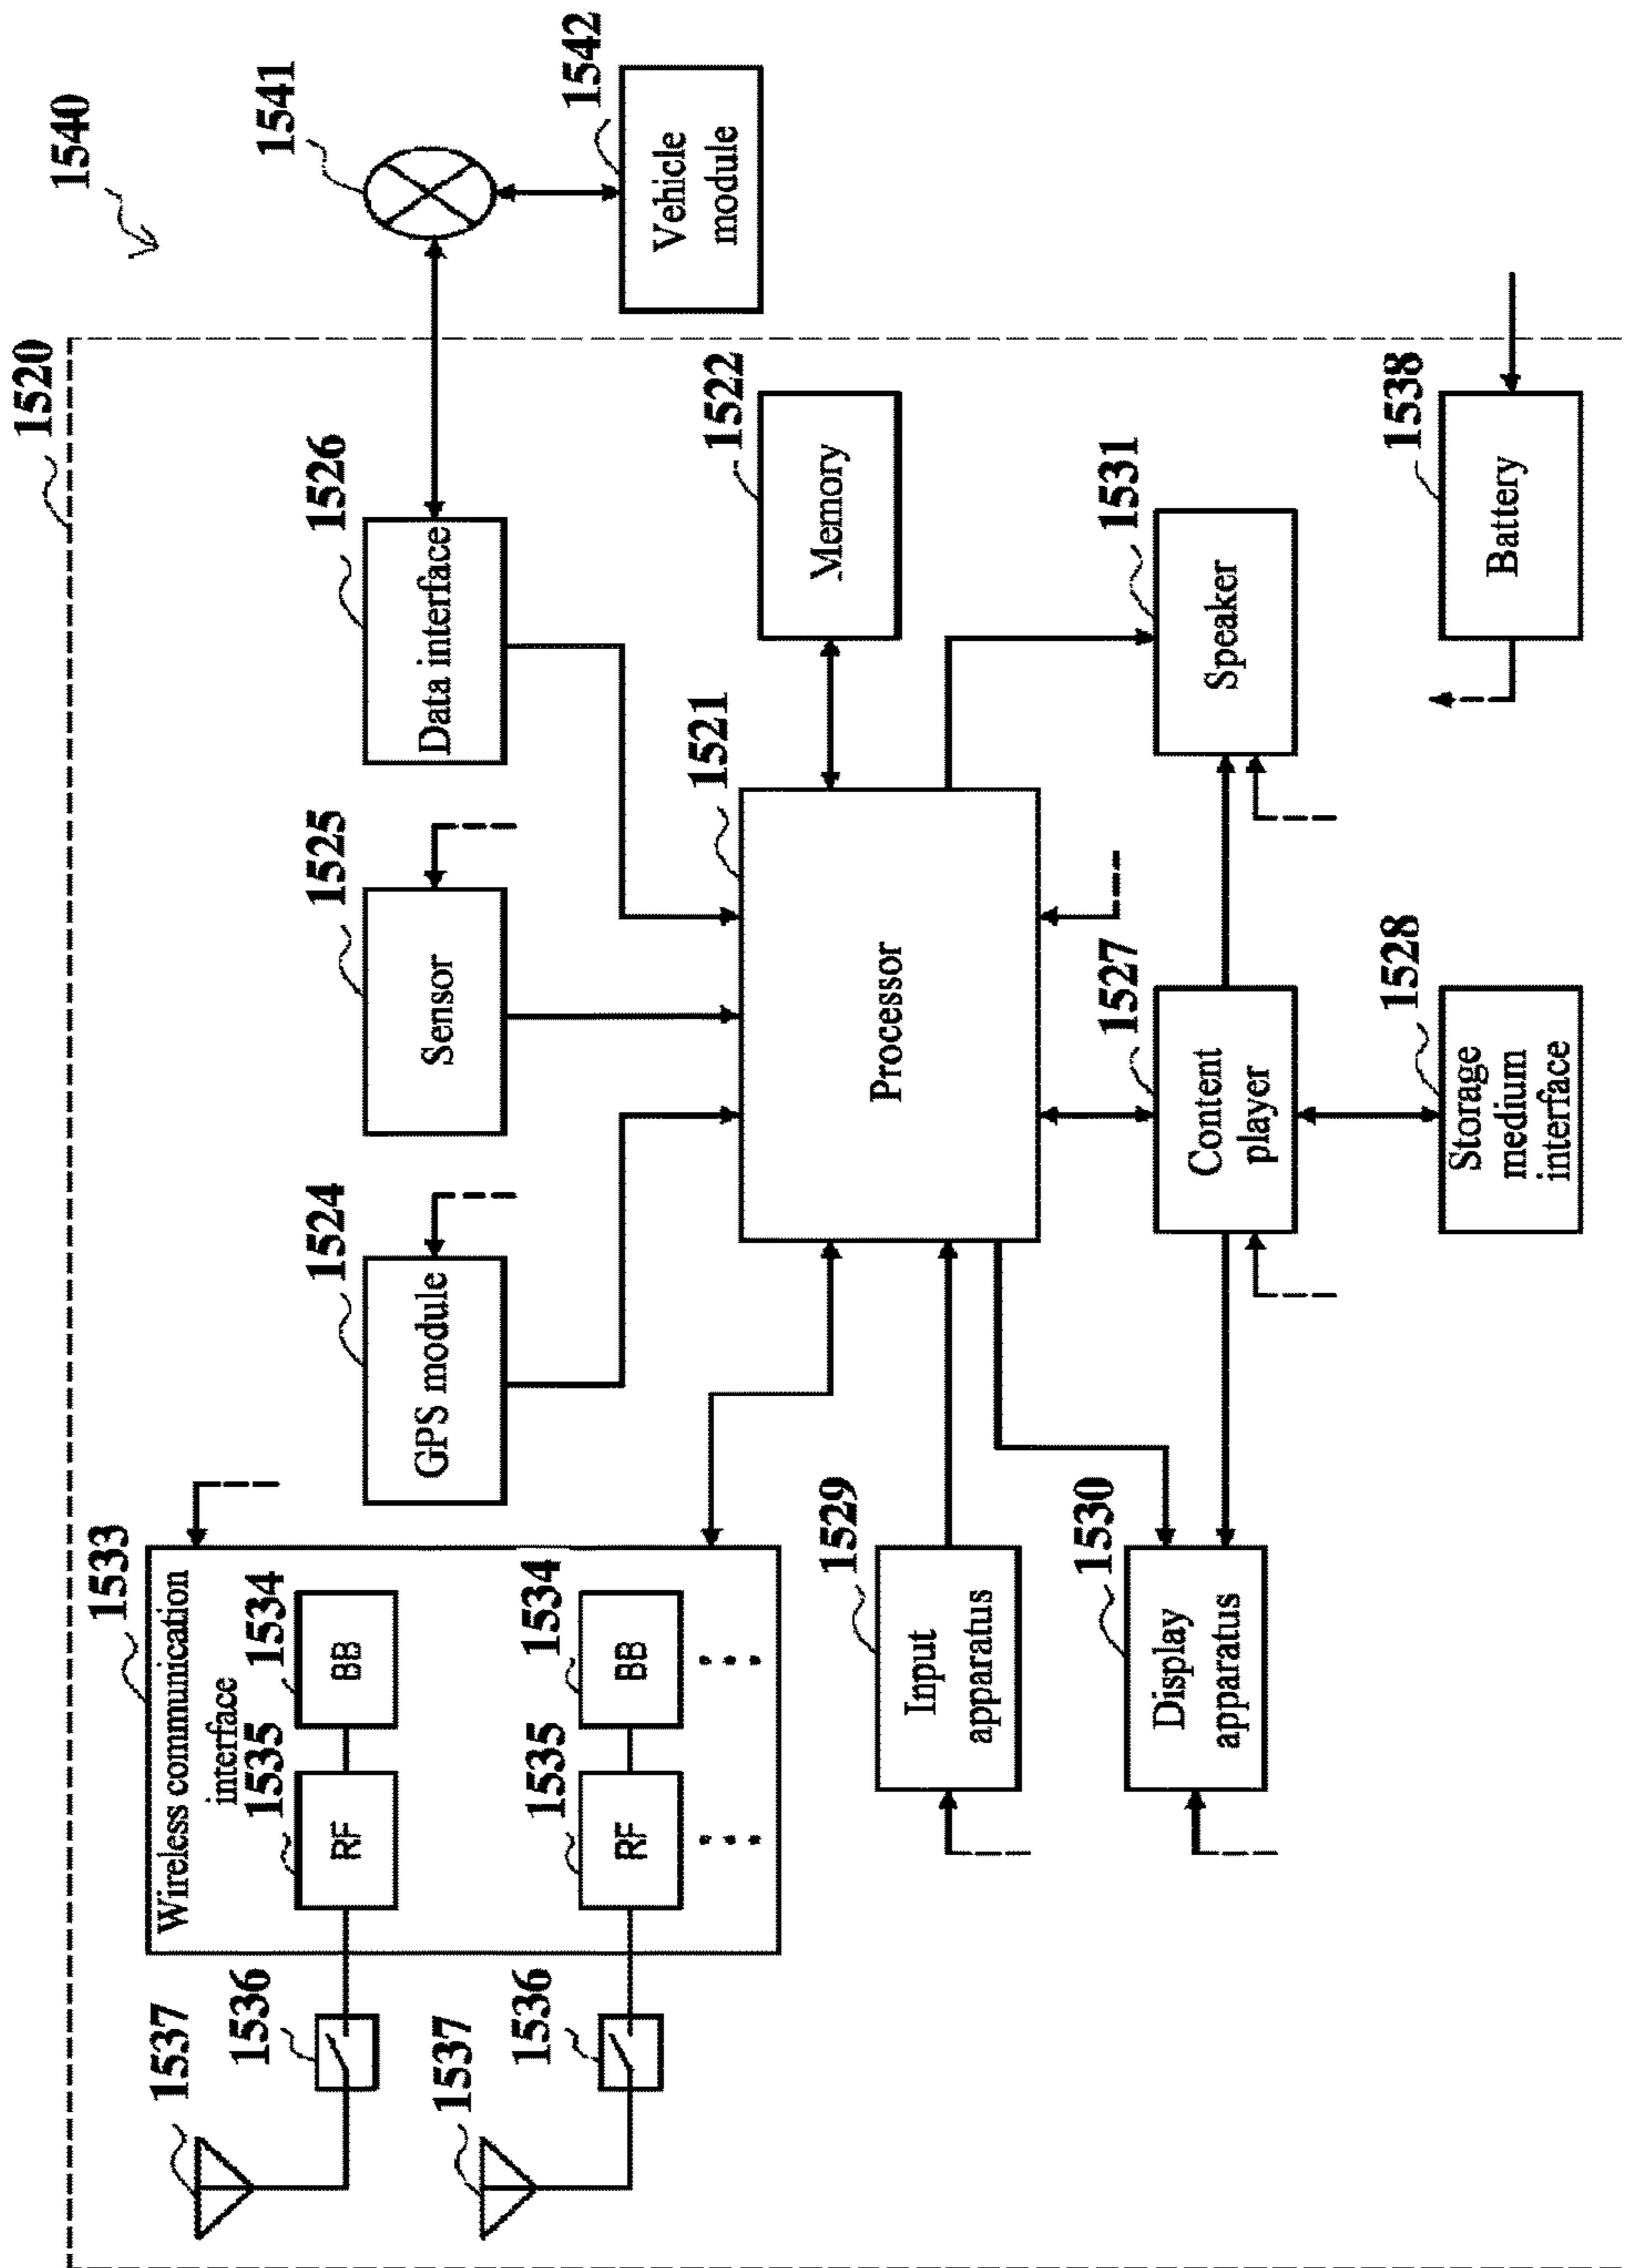 1540
1520
1541
1542
Vehicle
module
1526
Data interface
1525
Sensor
1524
GPS module
1533
Wireless communication
interface
1534
BB
1535
RF
1534
BB
1535
RF
1536
1537
1536
1537
1522
Memory
1521
Processor
1529
Input
apparatus
1530
Display
apparatus
1527
Content
player
1531
Speaker
1528
Storage
medium
interface
1538
Battery